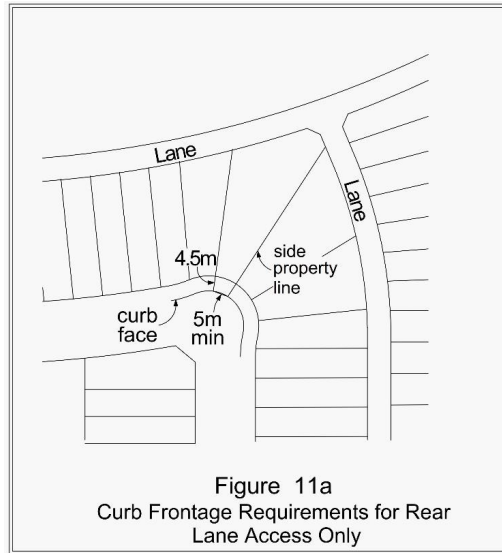 Lane
Lane
4.5m
side
property
line
curb
face
5m
min
Figure 11a
Curb Frontage Requirements for Rear
Lane Access Only